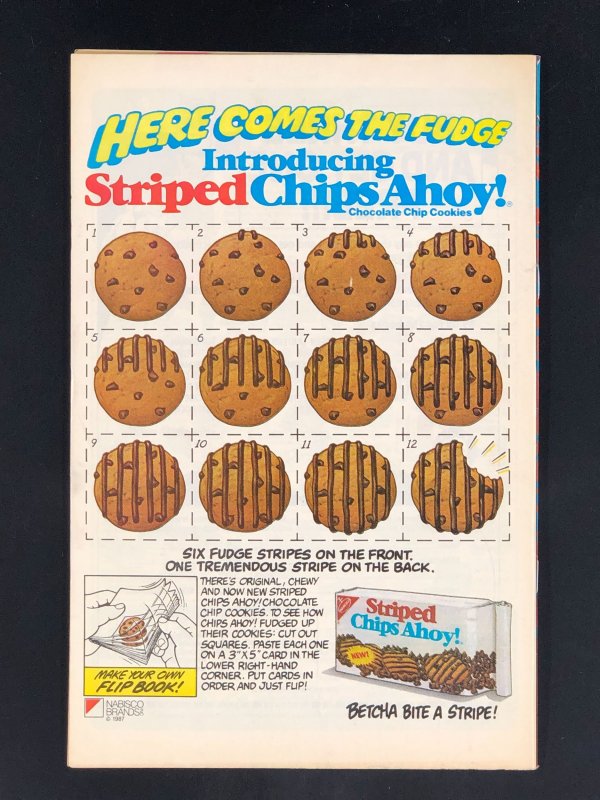 HERE COMES THE FUDGE
Introducing
Striped Chips Ahoy!®
Chocolate Chip Cookies
1 2 3 4
5 6 7 8
9 10 11 12
SIX FUDGE STRIPES ON THE FRONT.
ONE TREMENDOUS STRIPE ON THE BACK.
THERE'S ORIGINAL, CHEWY
AND NOW NEW STRIPED
CHIPS AHOY! CHOCOLATE
CHIP COOKIES. TO SEE HOW
CHIPS AHOY! FUDGED UP
THEIR COOKIES: CUT OUT
SQUARES. PASTE EACH ONE
ON A 3"X5" CARD IN THE
LOWER RIGHT-HAND
CORNER. PUT CARDS IN
ORDER AND JUST FLIP!
MAKE YOUR OWN
FLIP BOOK!
Striped
Chips Ahoy!
NEW!
NABISCO
BRANDS
© 1987
BETCHA BITE A STRIPE!